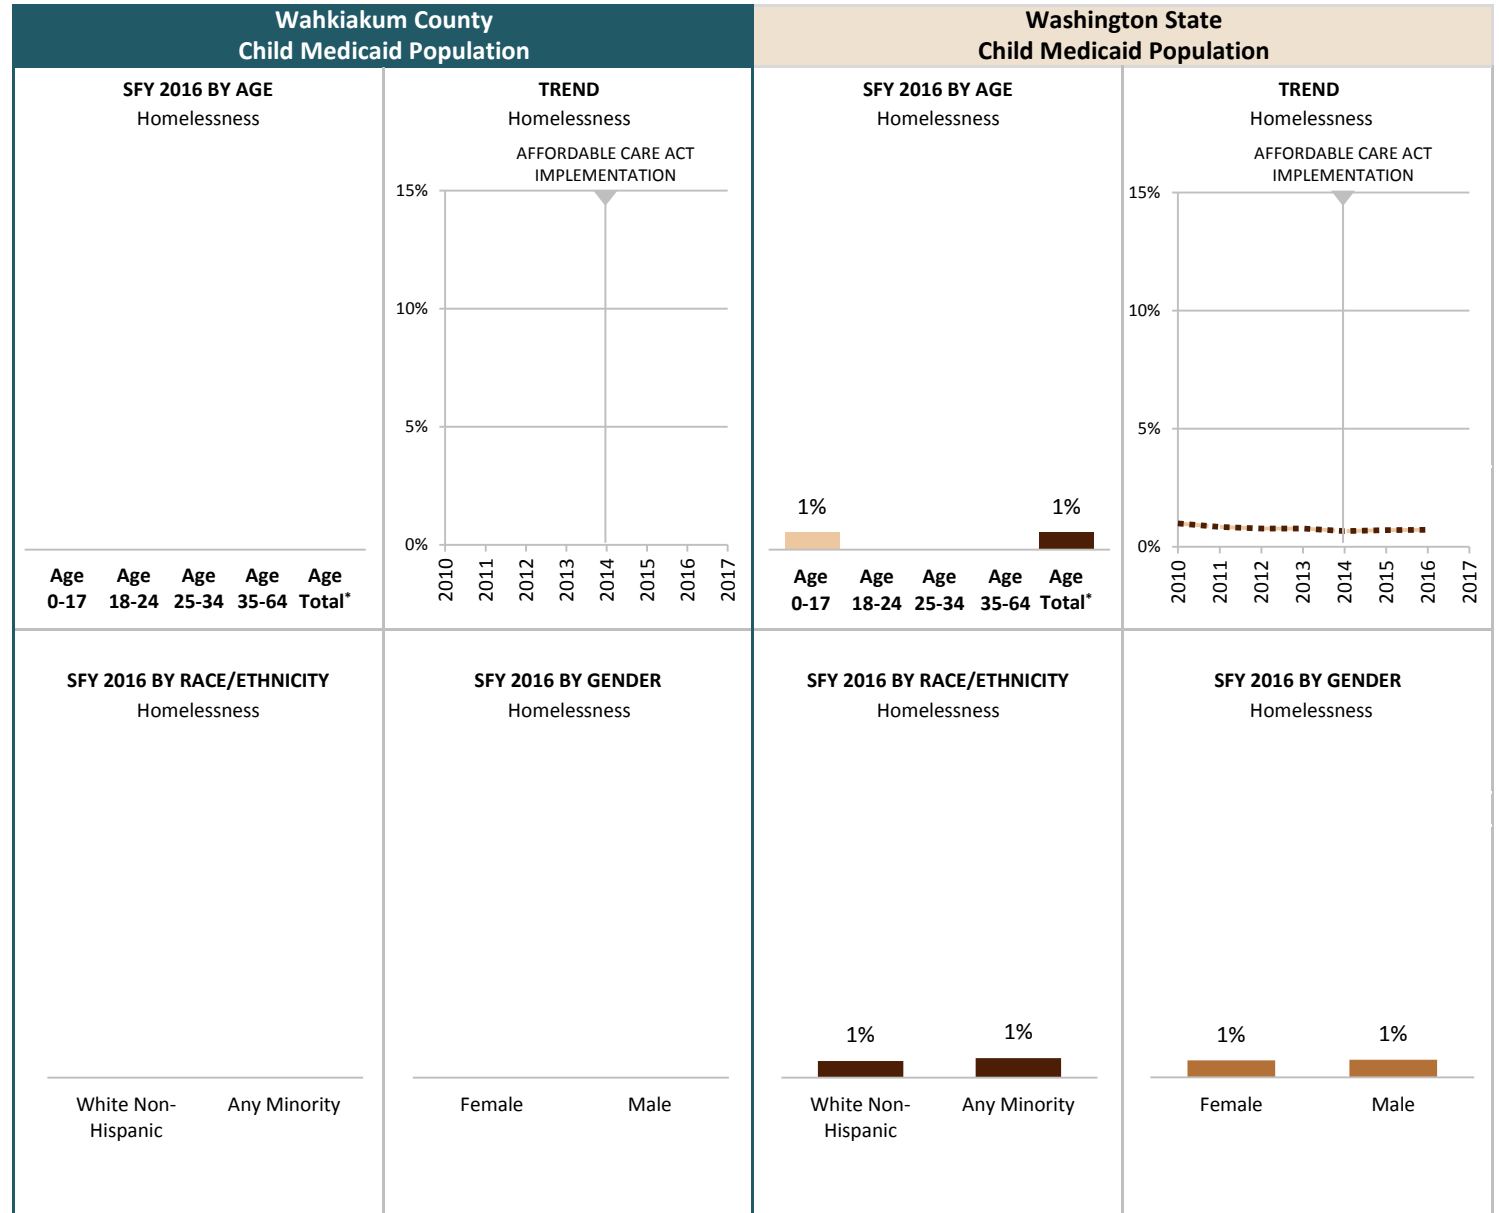 Wahkiakum County
Child Medicaid Population
Washington State
Child Medicaid Population
SFY 2016 BY AGE
Homelessness
Age Age Age Age Age
0-17 18-24 25-34 35-64 Total*
TREND
Homelessness
AFFORDABLE CARE ACT
IMPLEMENTATION
15%
10%
5%
0%
2010 2011 2012 2013 2014 2015 2016 2017
SFY 2016 BY AGE
Homelessness
1% 1%
Age Age Age Age Age
0-17 18-24 25-34 35-64 Total*
TREND
Homelessness
AFFORDABLE CARE ACT
IMPLEMENTATION
15%
10%
5%
0%
2010 2011 2012 2013 2014 2015 2016 2017
SFY 2016 BY RACE/ETHNICITY
Homelessness
White Non- Any Minority
Hispanic
SFY 2016 BY GENDER
Homelessness
Female Male
SFY 2016 BY RACE/ETHNICITY
Homelessness
1% 1%
White Non- Any Minority
Hispanic
SFY 2016 BY GENDER
Homelessness
1% 1%
Female Male